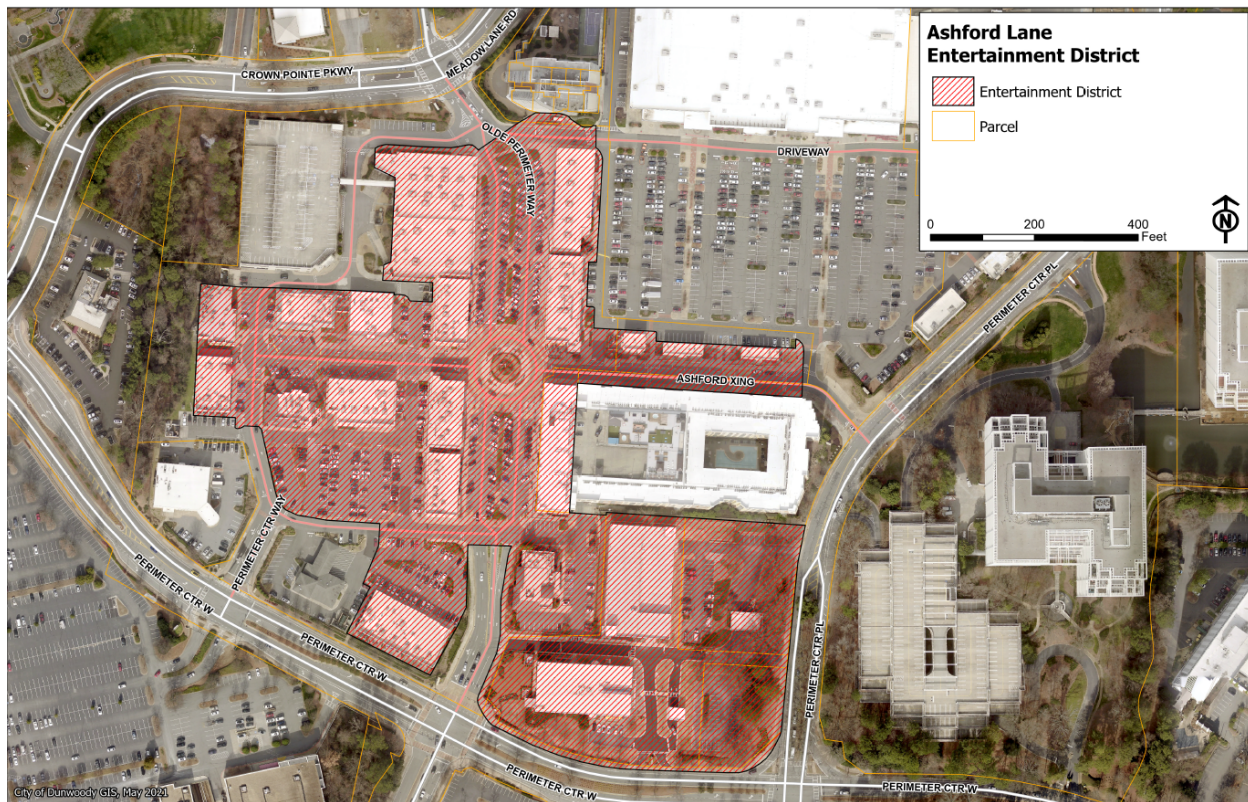 Ashford Lane
Entertainment District
Entertainment District
Parcel
0 200 400
Feet
N
CROWN POINTE PKWY
MEADOW LANE RD
OLDE PERIMETER WAY
DRIVEWAY
PERIMETER CTR PL
ASHFORD XING
PERIMETER CTR WAY
PERIMETER CTR W
PERIMETER CTR W
PERIMETER CTR W
PERIMETER CTR PL
PERIMETER CTR W
PERIMETER CTR W
City of Dunwoody GIS, May 2021